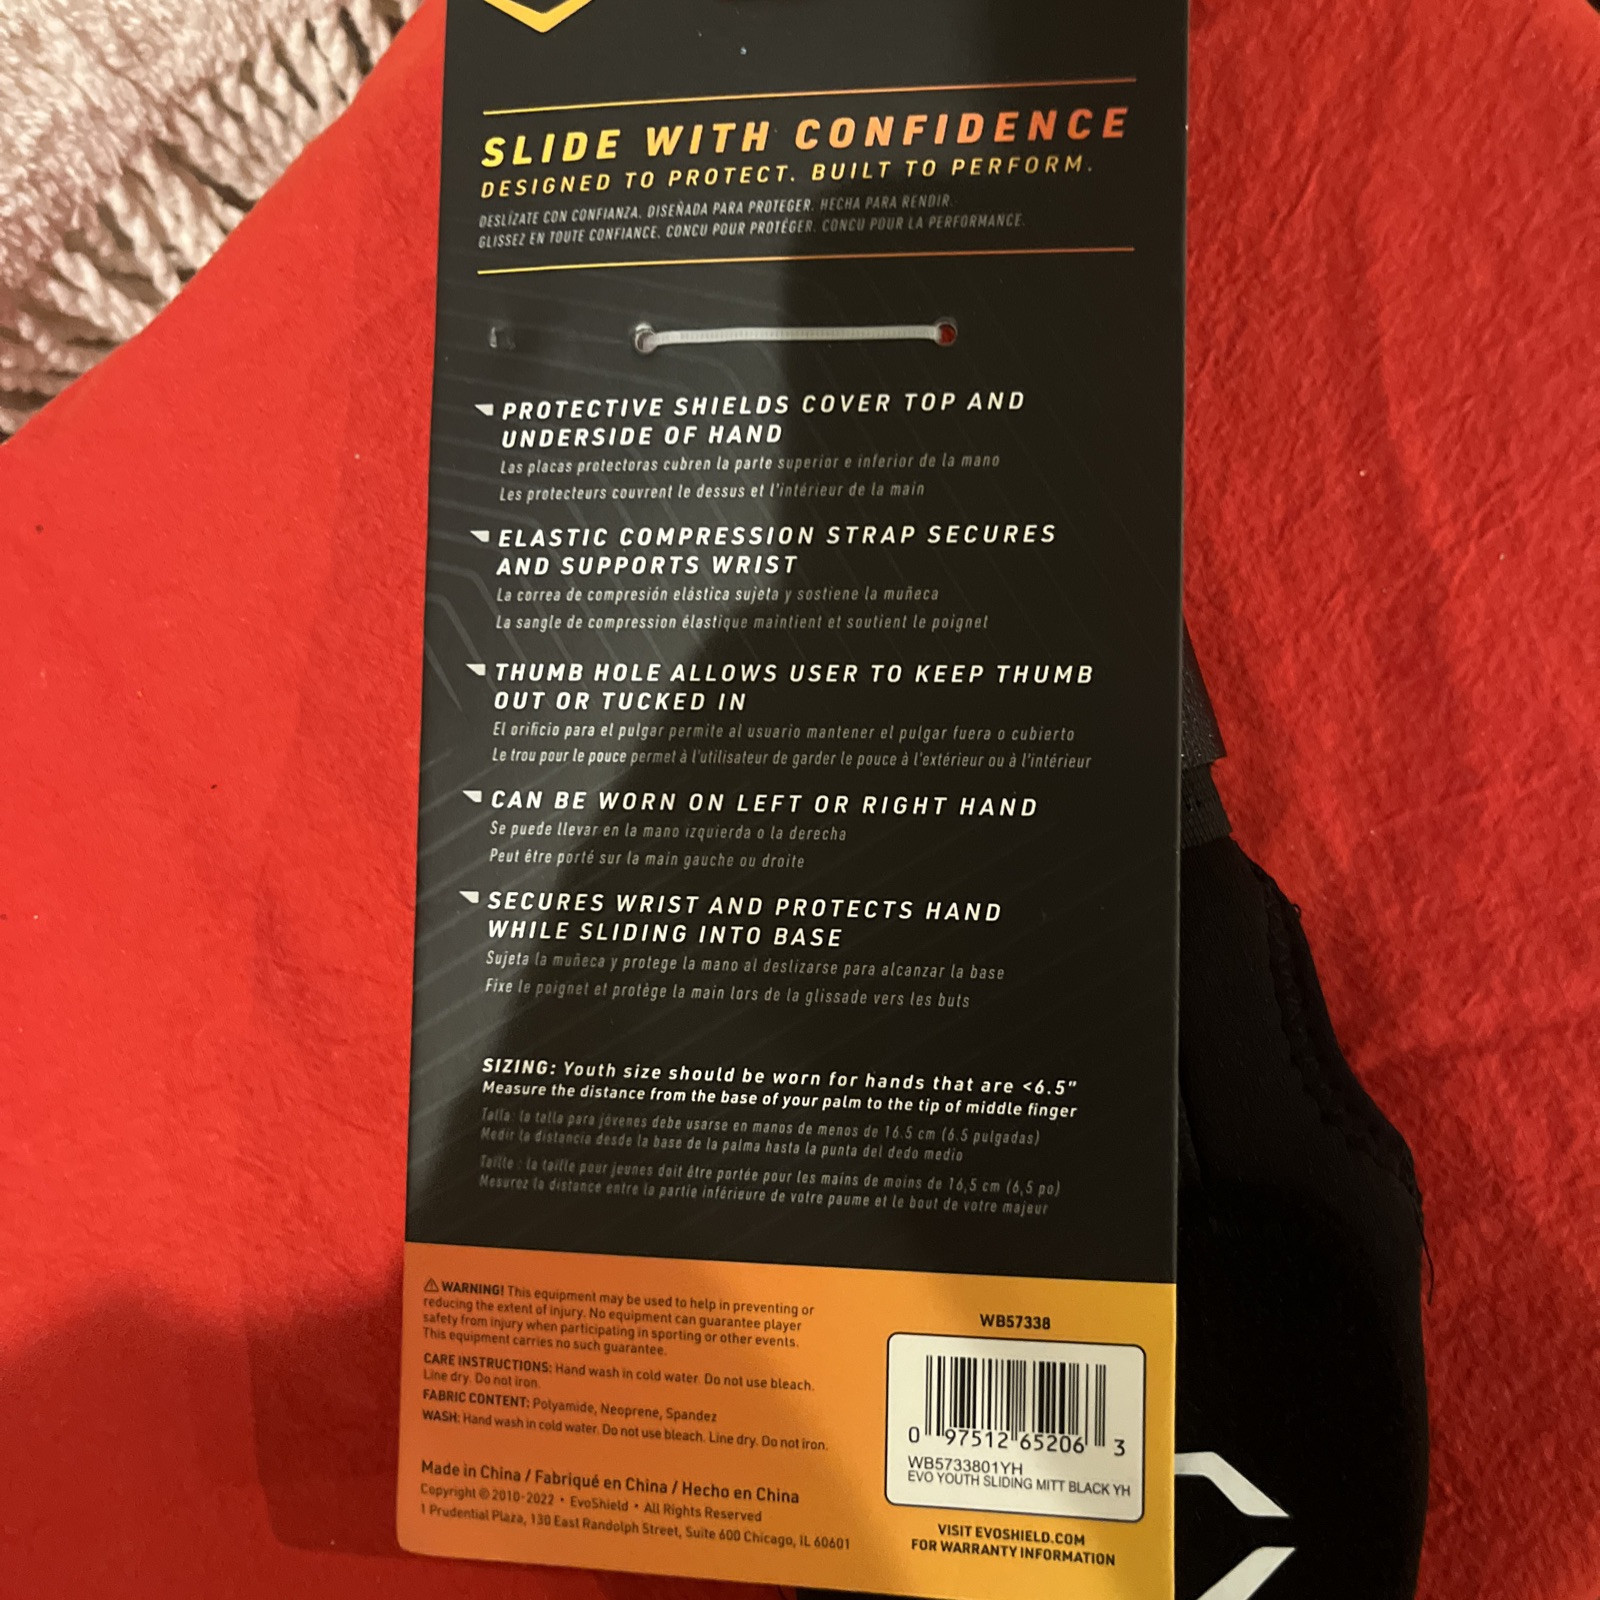 SLIDE WITH CONFIDENCE
DESIGNED TO PROTECT. BUILT TO PERFORM.
DESLÍZATE CON CONFIANZA. DISEÑADA PARA PROTEGER. HECHA PARA RENDIR.
GLISSEZ EN TOUTE CONFIANCE. CONCU POUR PROTÉGER. CONCU POUR LA PERFORMANCE.
PROTECTIVE SHIELDS COVER TOP AND
UNDERSIDE OF HAND
Las placas protectoras cubren la parte superior e inferior de la mano
Les protecteurs couvrent le dessus et l'intérieur de la main
ELASTIC COMPRESSION STRAP SECURES
AND SUPPORTS WRIST
La correa de compresión elástica sujeta y sostiene la muñeca
La sangle de compression élastique maintient et soutient le poignet
THUMB HOLE ALLOWS USER TO KEEP THUMB
OUT OR TUCKED IN
El orificio para el pulgar permite al usuario mantener el pulgar fuera o cubierto
Le trou pour le pouce permet à l'utilisateur de garder le pouce à l'extérieur ou à l'intérieur
CAN BE WORN ON LEFT OR RIGHT HAND
Se puede llevar en la mano izquierda o la derecha
Peut être porté sur la main gauche ou droite
SECURES WRIST AND PROTECTS HAND
WHILE SLIDING INTO BASE
Sujeta la muñeca y protege la mano al deslizarse para alcanzar la base
Fixe le poignet et protège la main lors de la glissade vers les buts
SIZING: Youth size should be worn for hands that are <6.5"
Measure the distance from the base of your palm to the tip of middle finger
Talla: la talla para jóvenes debe usarse en manos de menos de 16.5 cm (6.5 pulgadas)
Medir la distancia desde la base de la palma hasta la punta del dedo medio
Taille : la taille pour jeunes doit être portée pour les mains de moins de 16,5 cm (6,5 po)
Mesurez la distance entre la partie inférieure de votre paume et le bout de votre majeur
⚠ WARNING! This equipment may be used to help in preventing or
reducing the extent of injury. No equipment can guarantee player
safety from injury when participating in sporting or other events.
This equipment carries no such guarantee.
CARE INSTRUCTIONS: Hand wash in cold water. Do not use bleach.
Line dry. Do not iron.
FABRIC CONTENT: Polyamide, Neoprene, Spandez
WASH: Hand wash in cold water. Do not use bleach. Line dry. Do not iron.
Made in China / Fabriqué en China / Hecho en China
Copyright © 2010-2022 • EvoShield • All Rights Reserved
1 Prudential Plaza, 130 East Randolph Street, Suite 600 Chicago, IL 60601
WB57338
0 97512 65206 3
WB5733801YH
EVO YOUTH SLIDING MITT BLACK YH
VISIT EVOSHIELD.COM
FOR WARRANTY INFORMATION